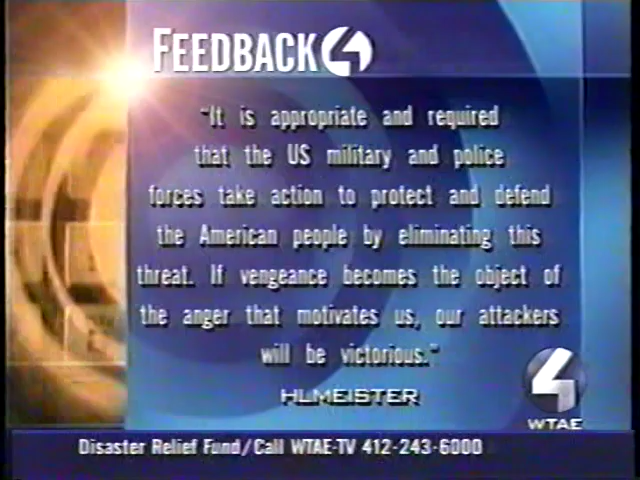 FEEDBACK 4
"It is appropriate and required
that the US military and police
forces take action to protect and defend
the American people by eliminating this
threat. If vengeance becomes the object of
the anger that motivates us, our attackers
will be victorious."
HLMEISTER
4
WTAE
Disaster Relief Fund/Call WTAE-TV 412-243-6000